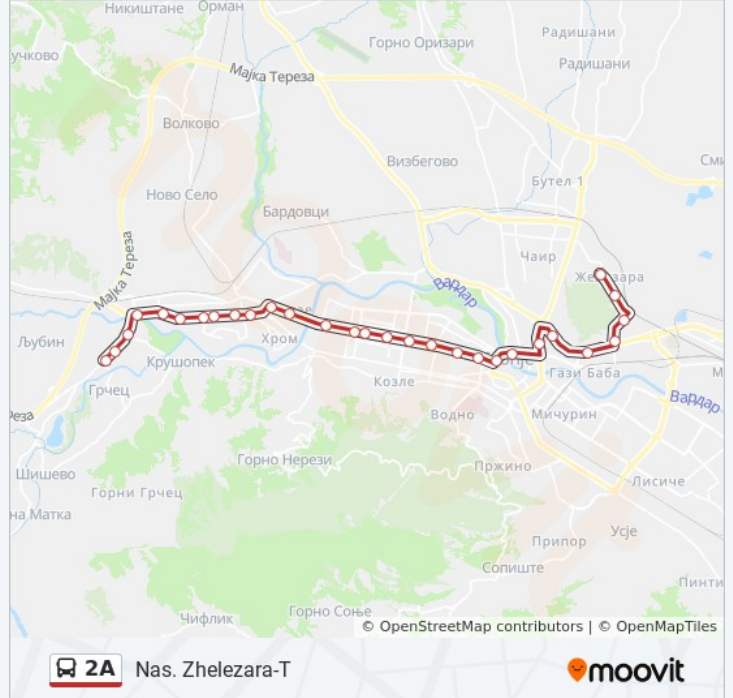 Никиштане
Орман
Радишани
Горно Оризари
учково
Радишани
Мајка Тереза
Волково
Визбегово
Бутел 1
Ново Село
Бардовци
Мајка Тереза
Чаир
Вардар
Љубин
Хром
Крушопек
Козле
Гази Баба
Грчец
Вардар
Водно
Мичурин
Шишево
Горно Нерези
Пржино
Лисиче
Горни Грчец
на Матка
Усје
Припор
Сопиште
Пинти
Чифлик
Горно Соње
© OpenStreetMap contributors | © OpenMapTiles
2A Nas. Zhelezara-T
moovit